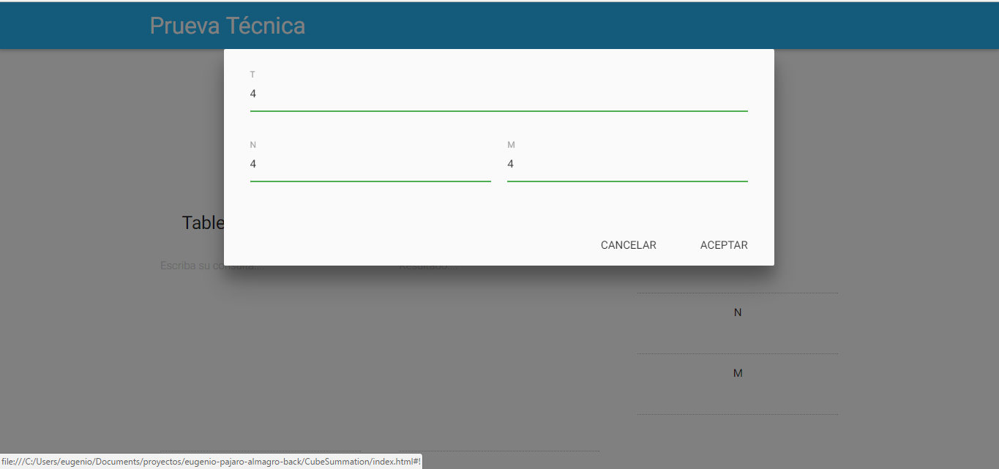 Prueva Técnica
T
4
N M
4 4
Table
CANCELAR ACEPTAR
Escriba su consulta.... Resultado....
N
M
file:///C:/Users/eugenio/Documents/proyectos/eugenio-pajaro-almagro-back/CubeSummation/index.html#!